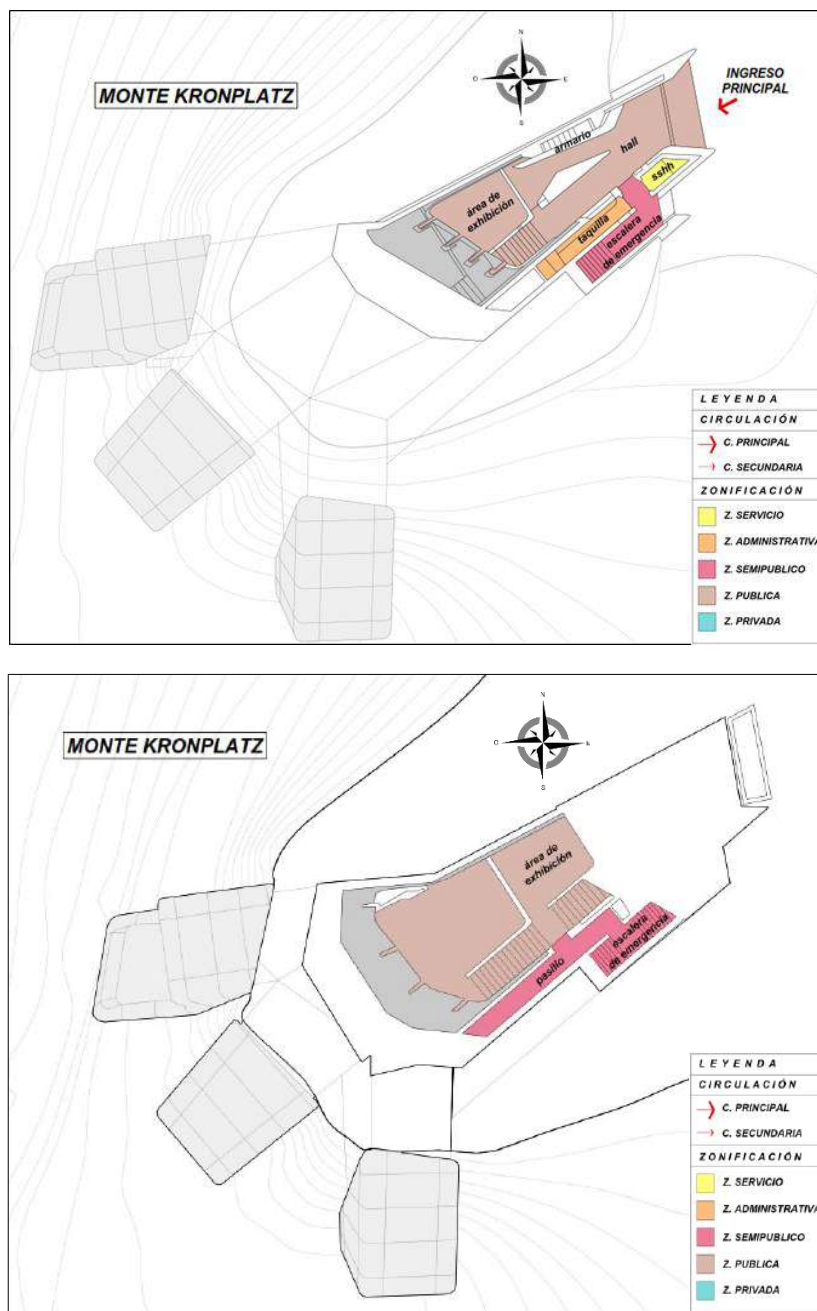 MONTE KRONPLATZ
N
O
E
S
INGRESO
PRINCIPAL
armario
hall
sshh
área de
exhibición
taquilla
escalera
de emergencia
LEYENDA
CIRCULACIÓN
C. PRINCIPAL
C. SECUNDARIA
ZONIFICACIÓN
Z. SERVICIO
Z. ADMINISTRATIVA
Z. SEMIPUBLICO
Z. PUBLICA
Z. PRIVADA
MONTE KRONPLATZ
N
O
E
S
área de
exhibición
escalera
de emergencia
pasillo
LEYENDA
CIRCULACIÓN
C. PRINCIPAL
C. SECUNDARIA
ZONIFICACIÓN
Z. SERVICIO
Z. ADMINISTRATIVA
Z. SEMIPUBLICO
Z. PUBLICA
Z. PRIVADA